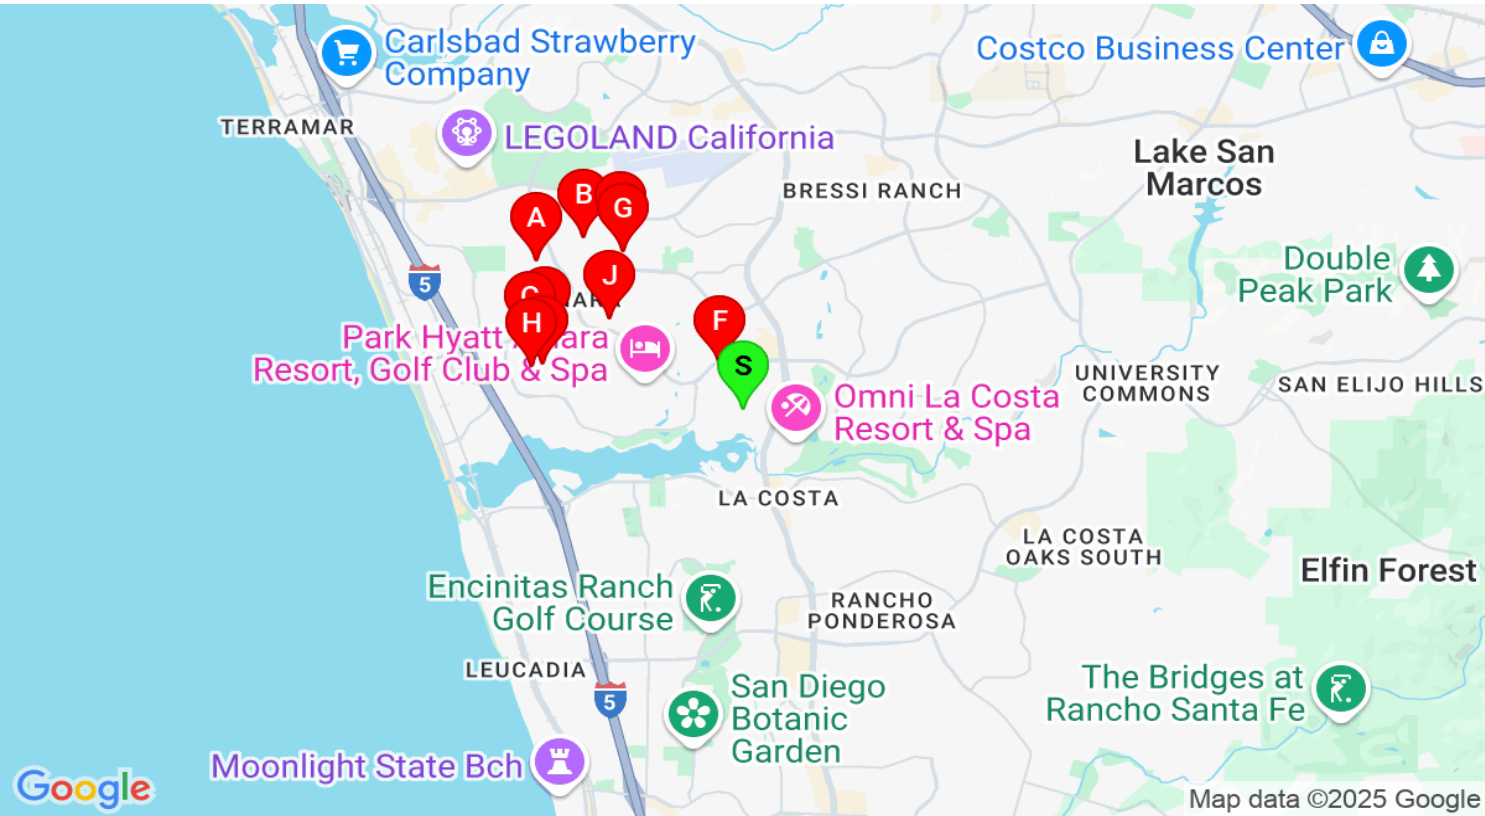 Carlsbad Strawberry
Company
Costco Business Center
TERRAMAR
LEGOLAND California
Lake San
Marcos
BRESSI RANCH
B
A
G
5
J
C
Double
Peak Park
H
F
Park Hyatt
Resort, Golf Club & Spa
S
UNIVERSITY
COMMONS
SAN ELIJO HILLS
Omni La Costa
Resort & Spa
LA COSTA
LA COSTA
OAKS SOUTH
Elfin Forest
Encinitas Ranch
Golf Course
RANCHO
PONDEROSA
LEUCADIA
5
San Diego
Botanic
Garden
The Bridges at
Rancho Santa Fe
Moonlight State Bch
Google
Map data ©2025 Google